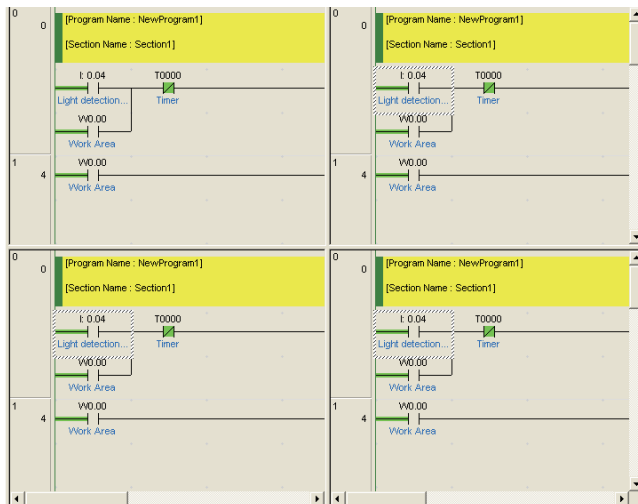 0
0
[Program Name : NewProgram1]
[Section Name : Section1]
I: 0.04
T0000
Light detection...
Timer
W0.00
Work Area
1
4
W0.00
Work Area
0
0
[Program Name : NewProgram1]
[Section Name : Section1]
I: 0.04
T0000
Light detection...
Timer
W0.00
Work Area
1
4
W0.00
Work Area
0
0
[Program Name : NewProgram1]
[Section Name : Section1]
I: 0.04
T0000
Light detection...
Timer
W0.00
Work Area
1
4
W0.00
Work Area
0
0
[Program Name : NewProgram1]
[Section Name : Section1]
I: 0.04
T0000
Light detection...
Timer
W0.00
Work Area
1
4
W0.00
Work Area